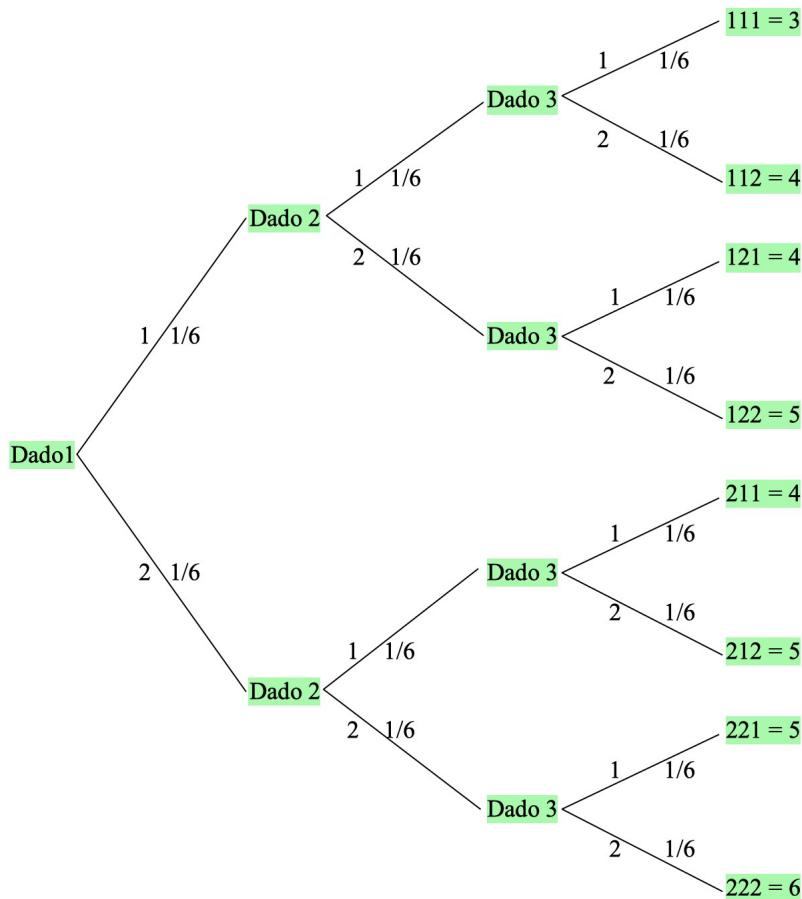 111 = 3
1 1/6
Dado 3
2 1/6
1 1/6
112 = 4
Dado 2
121 = 4
2 1/6
1 1/6
1 1/6
Dado 3
2 1/6
122 = 5
Dado1
211 = 4
1 1/6
2 1/6
Dado 3
2 1/6
1 1/6
212 = 5
Dado 2
2 1/6
221 = 5
1 1/6
Dado 3
2 1/6
222 = 6